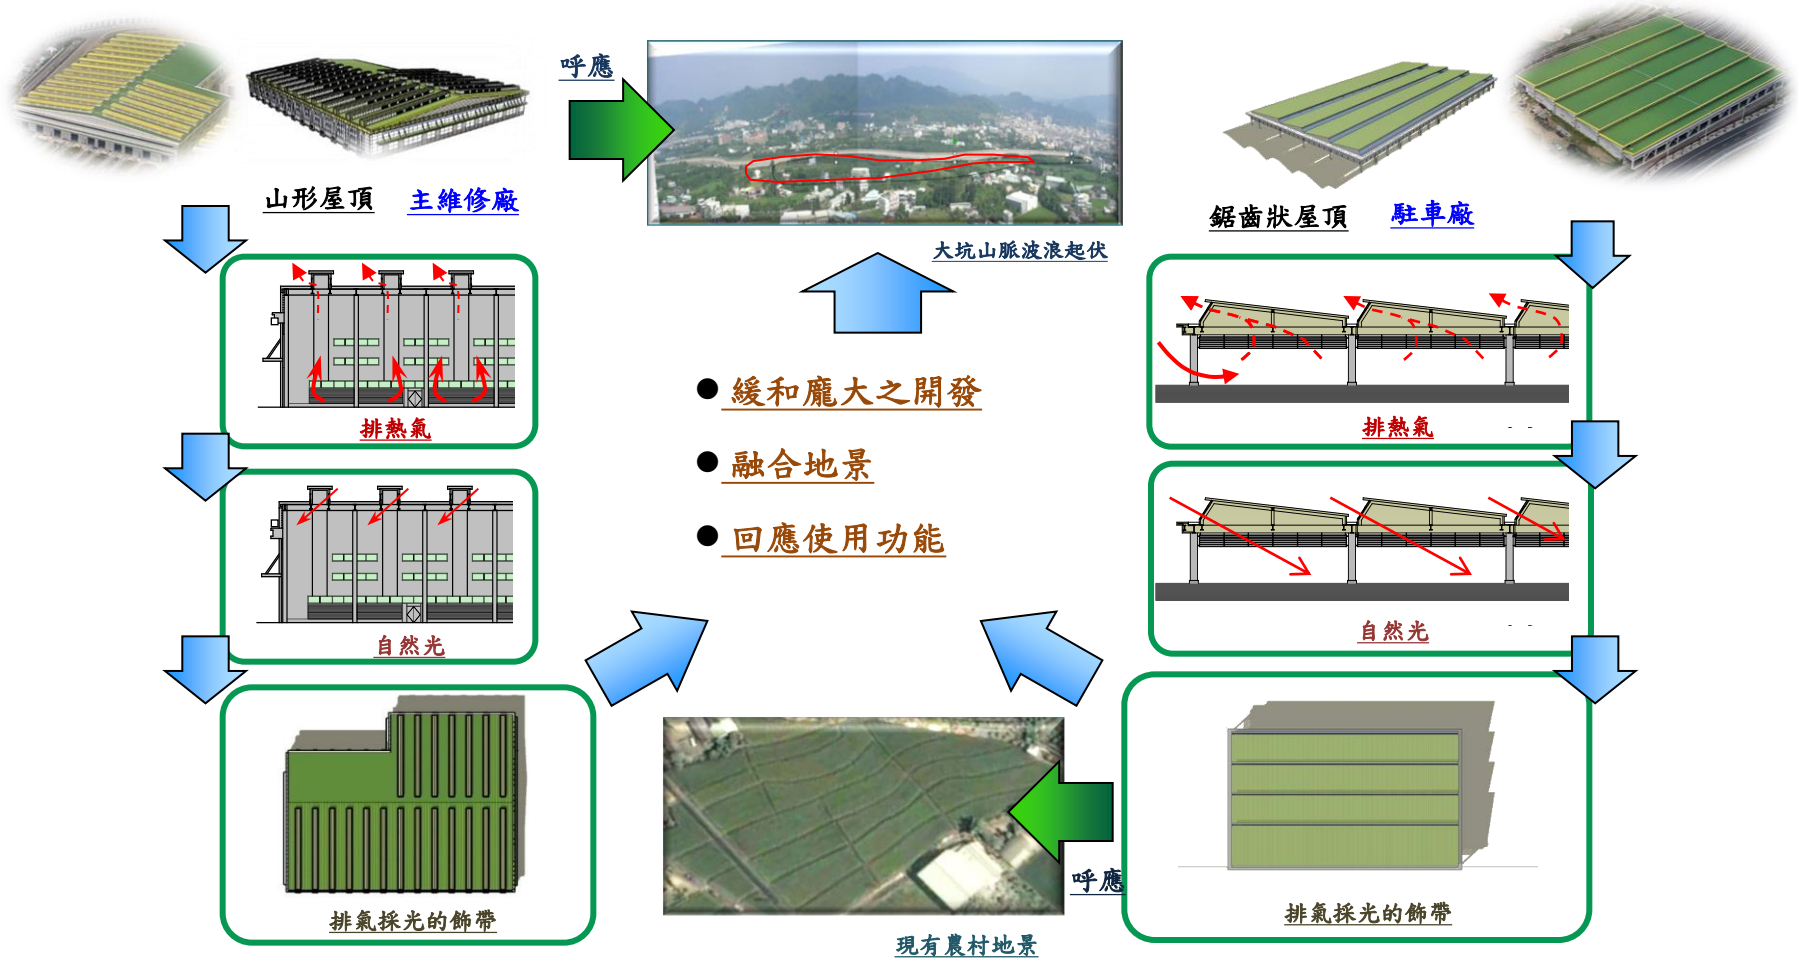 呼應
山形屋頂
主維修廠
鋸齒狀屋頂
駐車廠
大坑山脈波浪起伏
排熱氣
排熱氣
緩和龐大之開發
融合地景
回應使用功能
自然光
自然光
排氣採光的飾帶
排氣採光的飾帶
呼應
現有農村地景